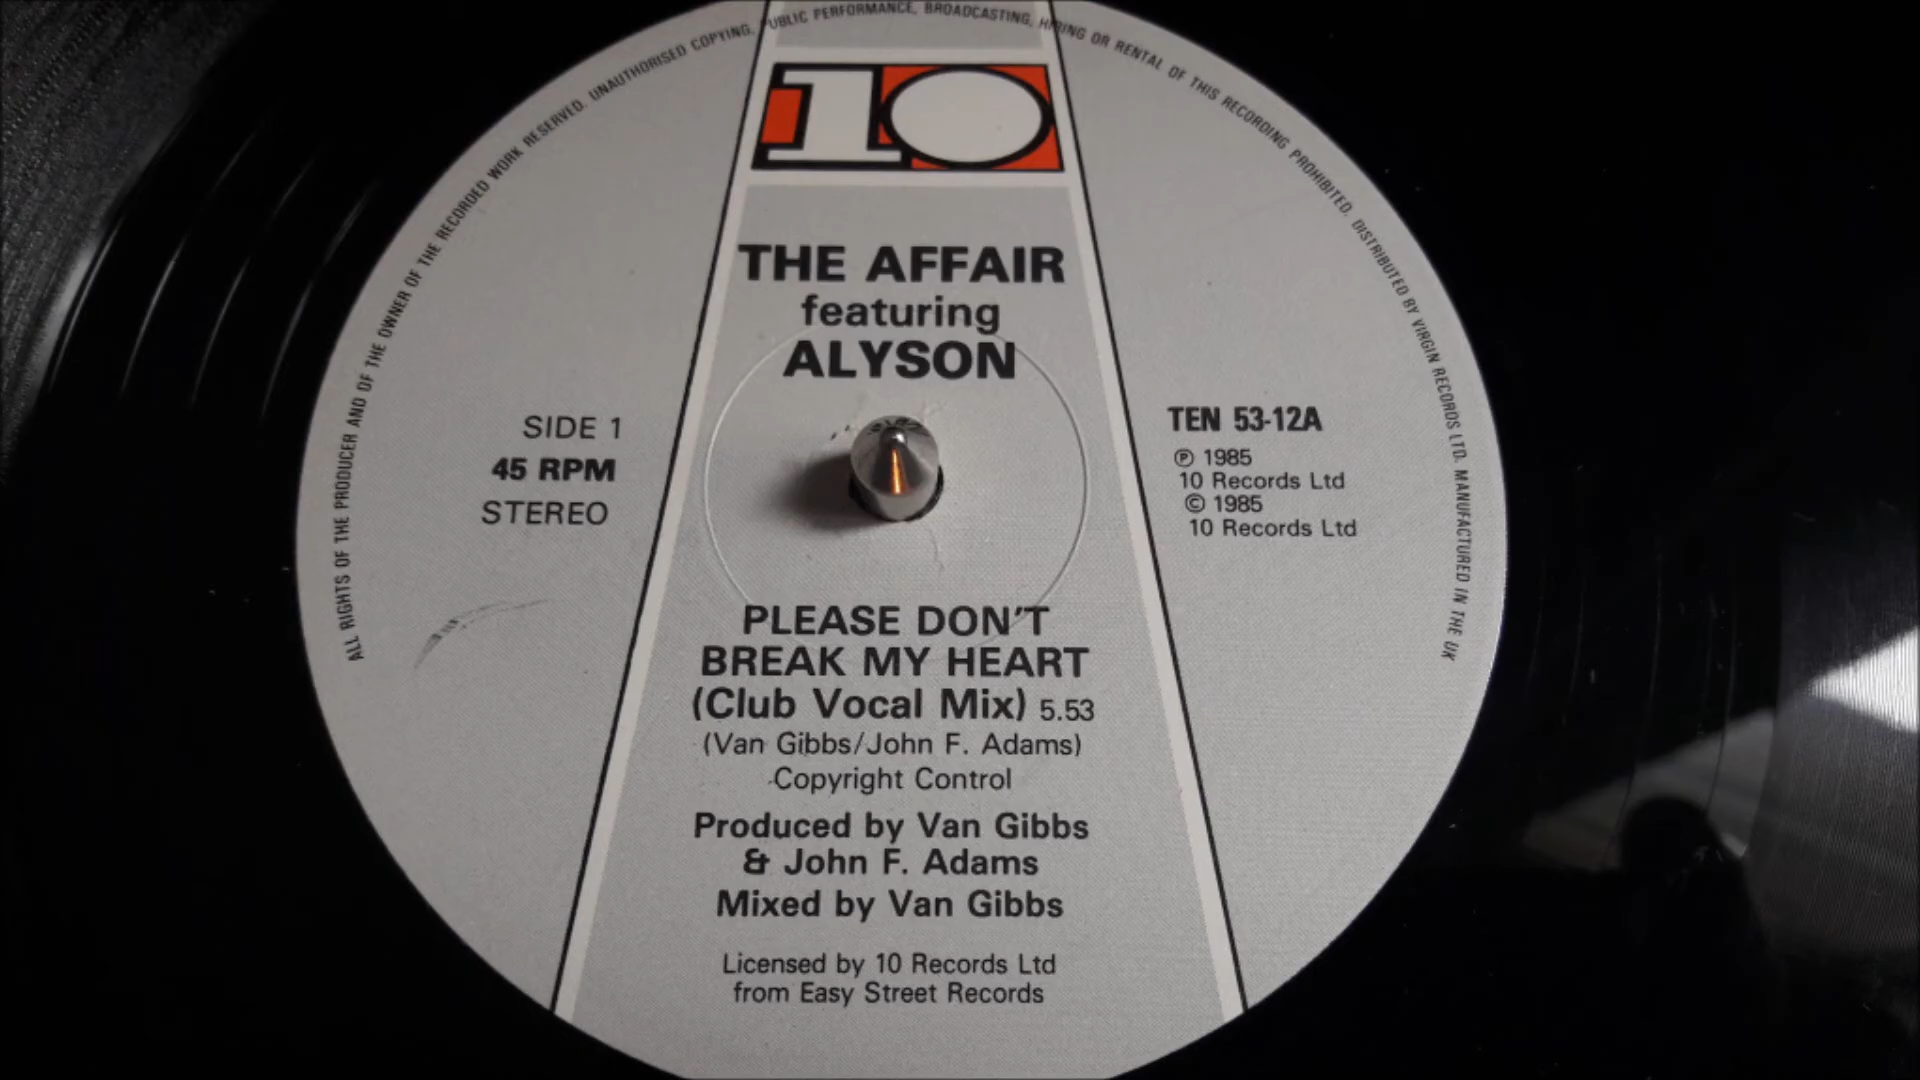 ALL RIGHTS OF THE PRODUCER AND OF THE OWNER OF THE RECORDED WORK RESERVED. UNAUTHORISED COPYING, PUBLIC PERFORMANCE, BROADCASTING, HIRING OR RENTAL OF THIS RECORDING PROHIBITED. DISTRIBUTED BY VIRGIN RECORDS LTD. MANUFACTURED IN THE UK
10
THE AFFAIR
featuring
ALYSON
SIDE 1
45 RPM
STEREO
TEN 53-12A
℗ 1985
10 Records Ltd
© 1985
10 Records Ltd
PLEASE DON'T
BREAK MY HEART
(Club Vocal Mix) 5.53
(Van Gibbs/John F. Adams)
Copyright Control
Produced by Van Gibbs
& John F. Adams
Mixed by Van Gibbs
Licensed by 10 Records Ltd
from Easy Street Records